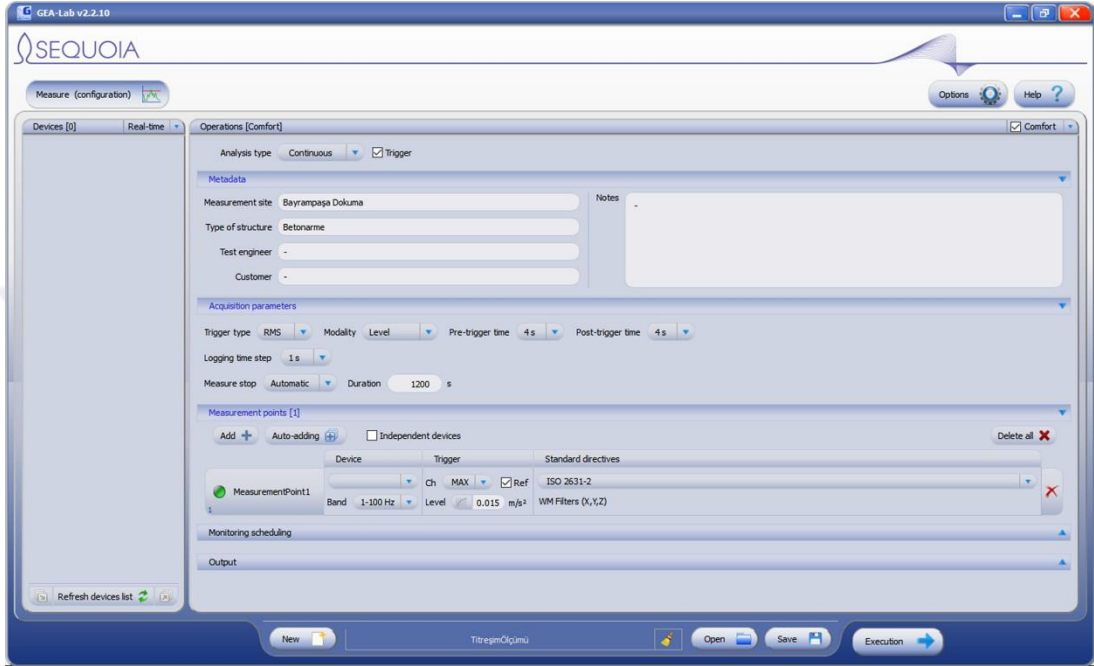 GEA-Lab v2.2.10
SEQUOIA
Measure (configuration)
Options
Help
Devices [0] Real-time
Operations [Comfort] Comfort
Analysis type Continuous Trigger
Metadata
Measurement site Bayrampaşa Dokuma
Notes -
Type of structure Betonarme
Test engineer -
Customer -
Acquisition parameters
Trigger type RMS Modality Level Pre-trigger time 4 s Post-trigger time 4 s
Logging time step 1 s
Measure stop Automatic Duration 1200 s
Measurement points [1]
Add Auto-adding Independent devices Delete all
Device Trigger Standard directives
MeasurementPoint1
1
Ch MAX Ref ISO 2631-2
Band 1-100 Hz Level 0.015 m/s² WM Filters (X,Y,Z)
Monitoring scheduling
Output
Refresh devices list
New TitreşimÖlçümü Open Save Execution